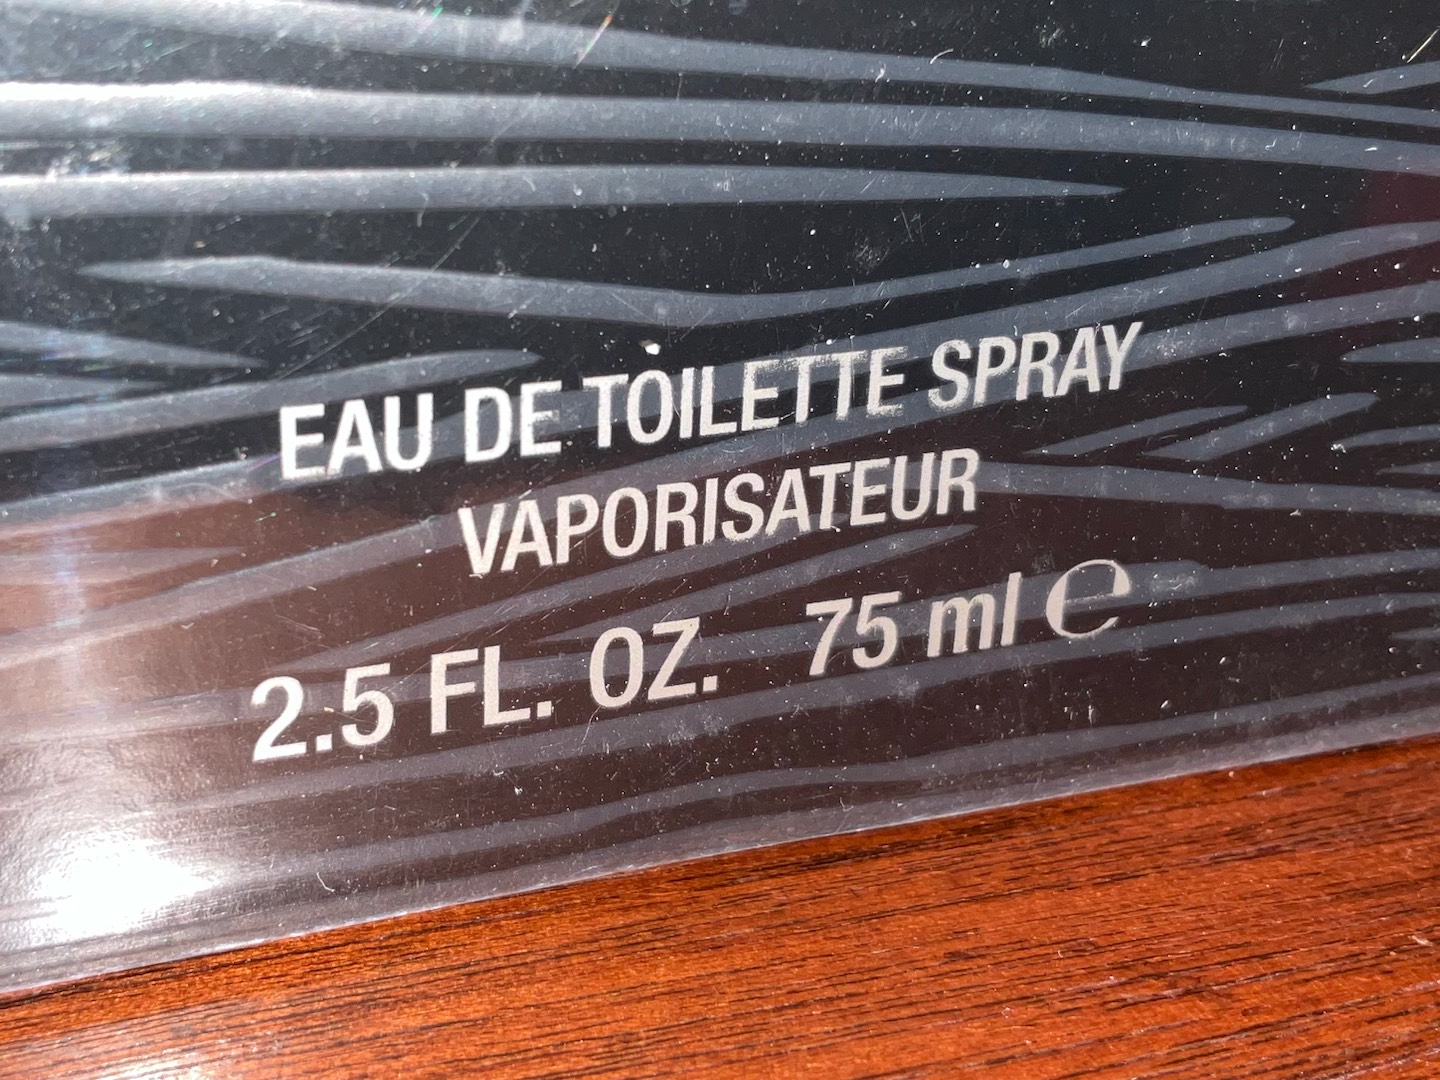 EAU DE TOILETTE SPRAY
VAPORISATEUR
2.5 FL. OZ. 75 ml ℮